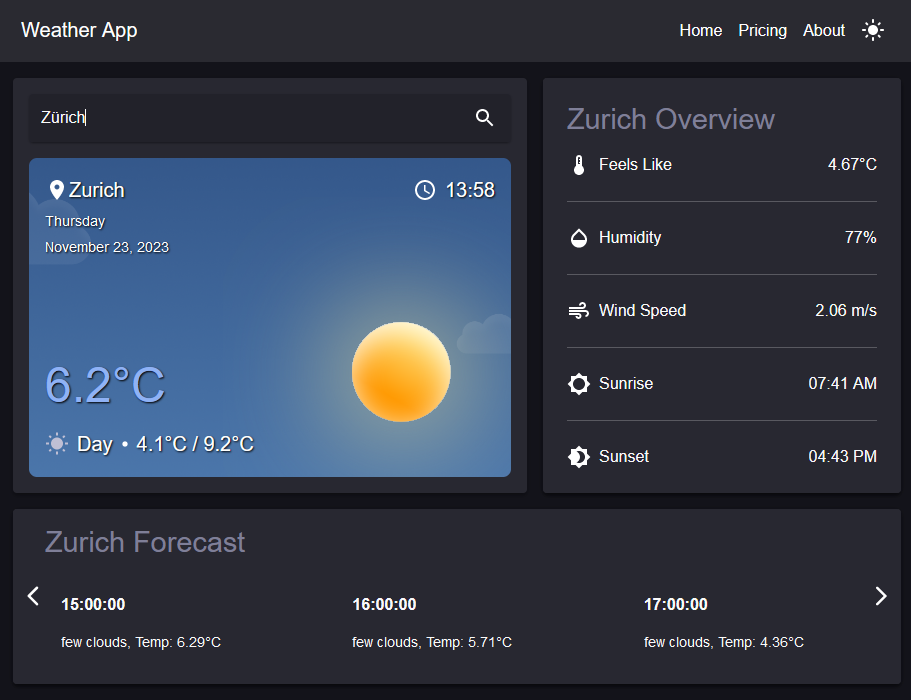 Weather App
Home Pricing About
Zürich
Zurich 13:58
Thursday
November 23, 2023
6.2°C
Day • 4.1°C / 9.2°C
Zurich Overview
Feels Like 4.67°C
Humidity 77%
Wind Speed 2.06 m/s
Sunrise 07:41 AM
Sunset 04:43 PM
Zurich Forecast
15:00:00 16:00:00 17:00:00
few clouds, Temp: 6.29°C few clouds, Temp: 5.71°C few clouds, Temp: 4.36°C